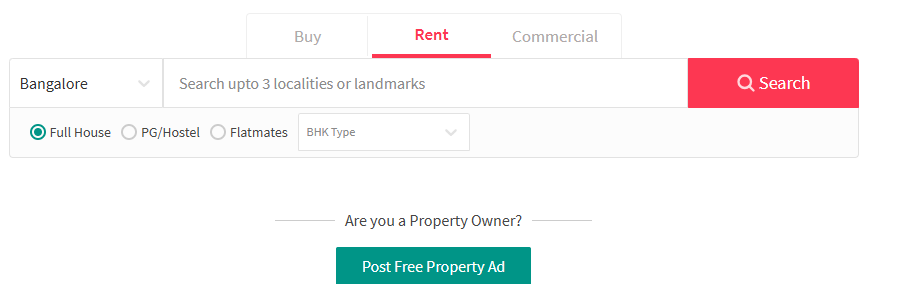 Buy Rent Commercial
Bangalore Search upto 3 localities or landmarks Search
Full House PG/Hostel Flatmates BHK Type
Are you a Property Owner?
Post Free Property Ad